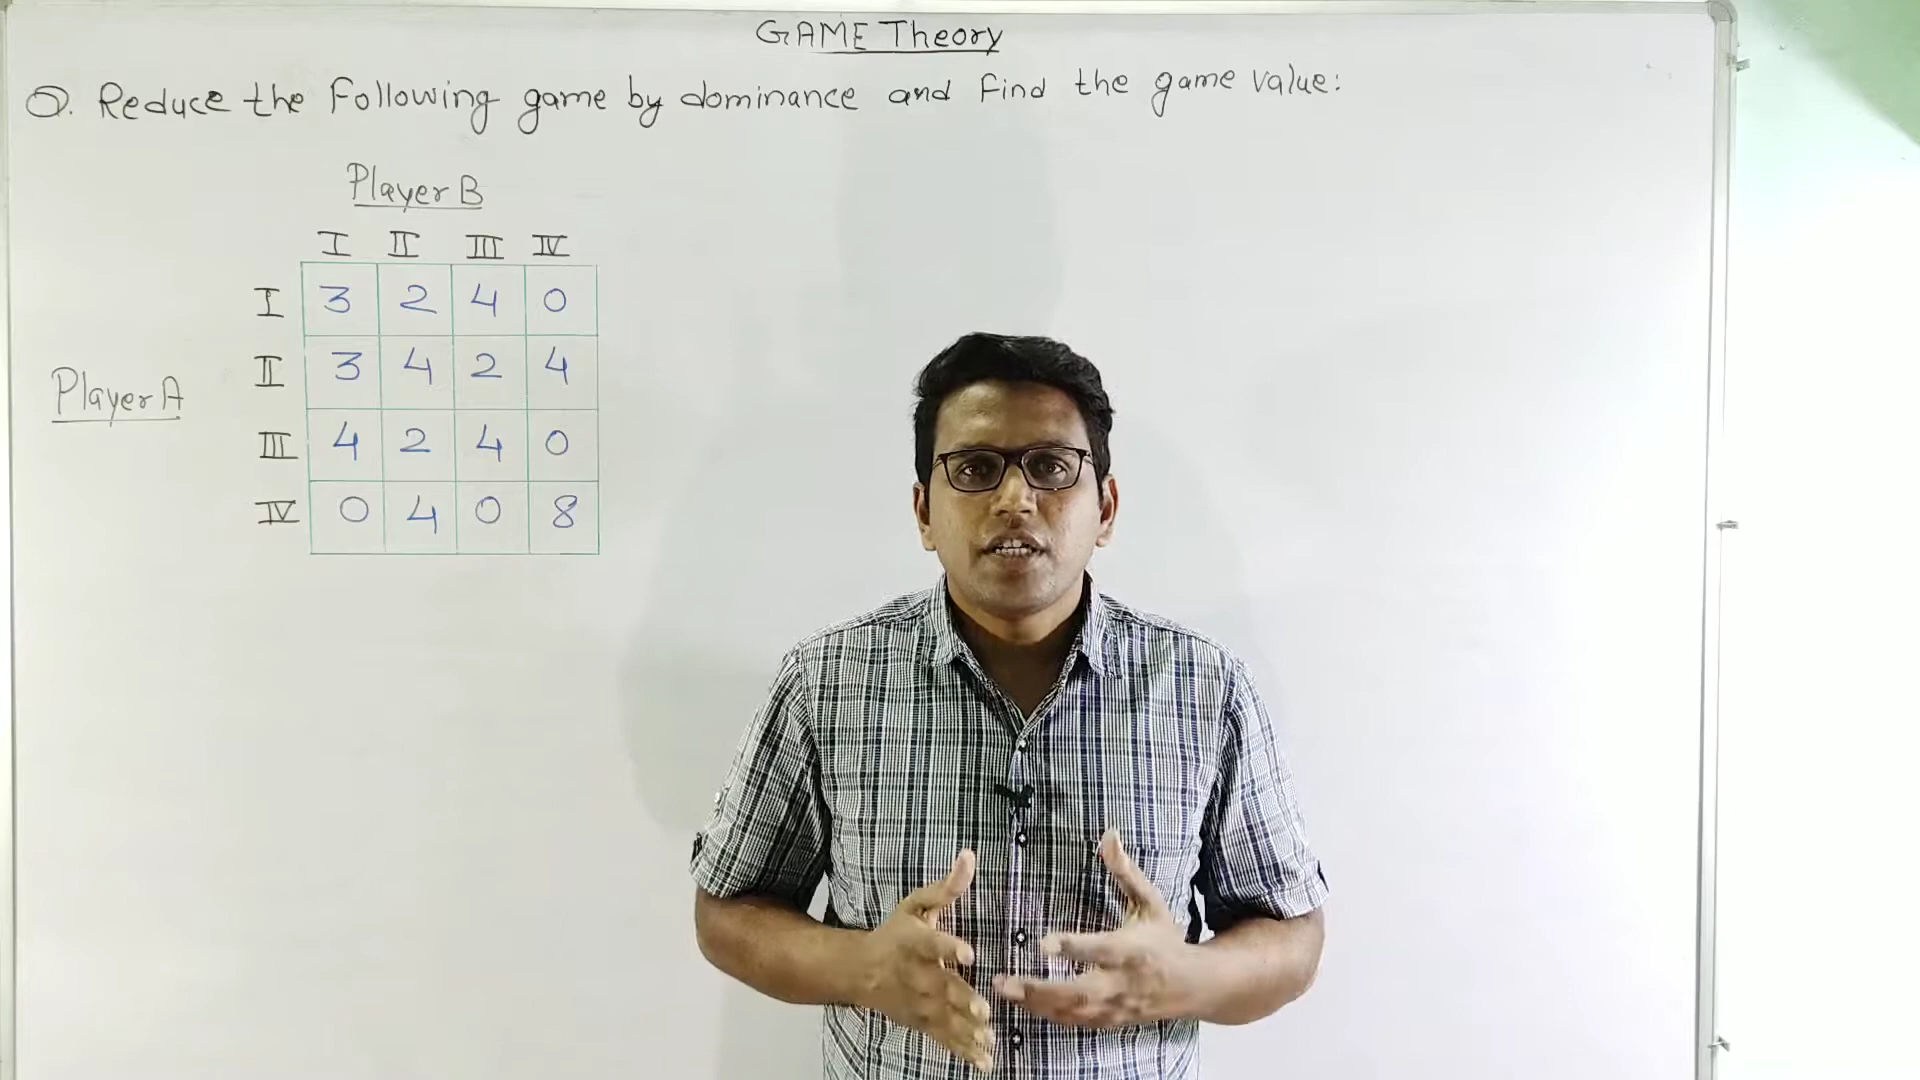 GAME Theory
Q. Reduce the following game by dominance and find the game value:
Player B
I II III IV
I 3 2 4 0
II 3 4 2 4
Player A
III 4 2 4 0
IV 0 4 0 8